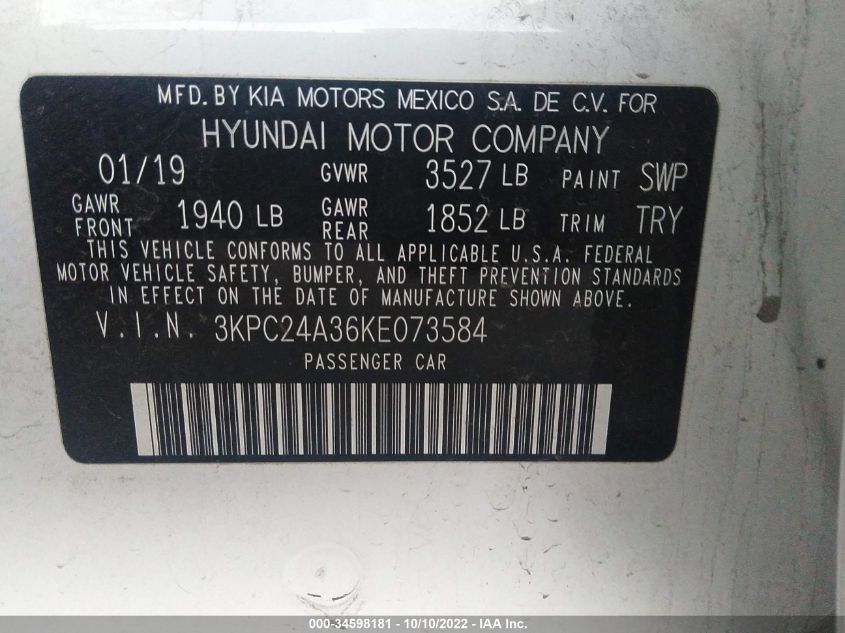 MFD. BY KIA MOTORS MEXICO S.A. DE C.V. FOR
HYUNDAI MOTOR COMPANY
01/19 GVWR 3527 LB PAINT SWP
GAWR FRONT 1940 LB GAWR REAR 1852 LB TRIM TRY
THIS VEHICLE CONFORMS TO ALL APPLICABLE U.S.A. FEDERAL
MOTOR VEHICLE SAFETY, BUMPER, AND THEFT PREVENTION STANDARDS
IN EFFECT ON THE DATE OF MANUFACTURE SHOWN ABOVE.
V.I.N. 3KPC24A36KE073584
PASSENGER CAR
000-34598181 - 10/10/2022 - IAA Inc.